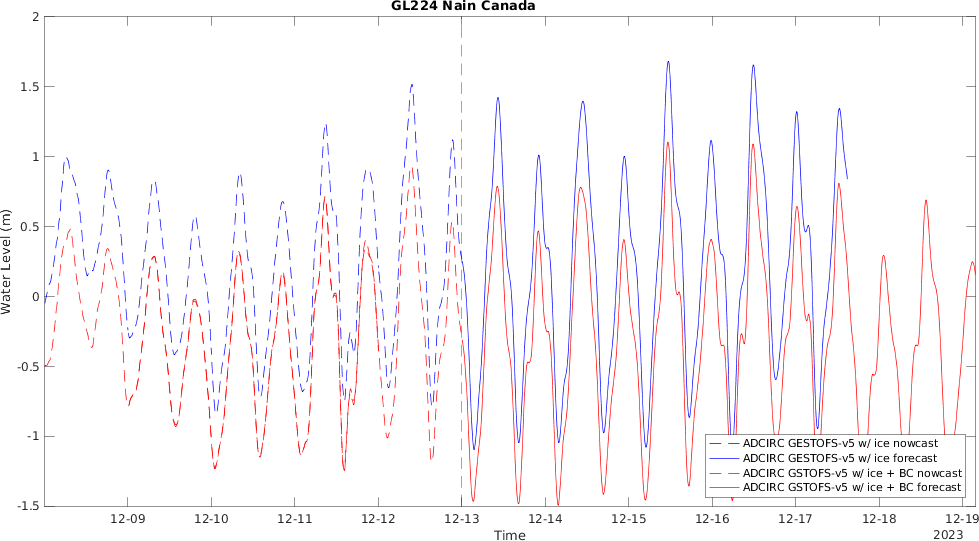 GL224 Nain Canada
2
1.5
1
0.5
0
-0.5
-1
-1.5
Water Level (m)
ADCIRC GESTOFS-v5 w/ ice nowcast
ADCIRC GESTOFS-v5 w/ ice forecast
ADCIRC GSTOFS-v5 w/ ice + BC nowcast
ADCIRC GSTOFS-v5 w/ ice + BC forecast
12-09 12-10 12-11 12-12 12-13 12-14 12-15 12-16 12-17 12-18 12-19
2023
Time